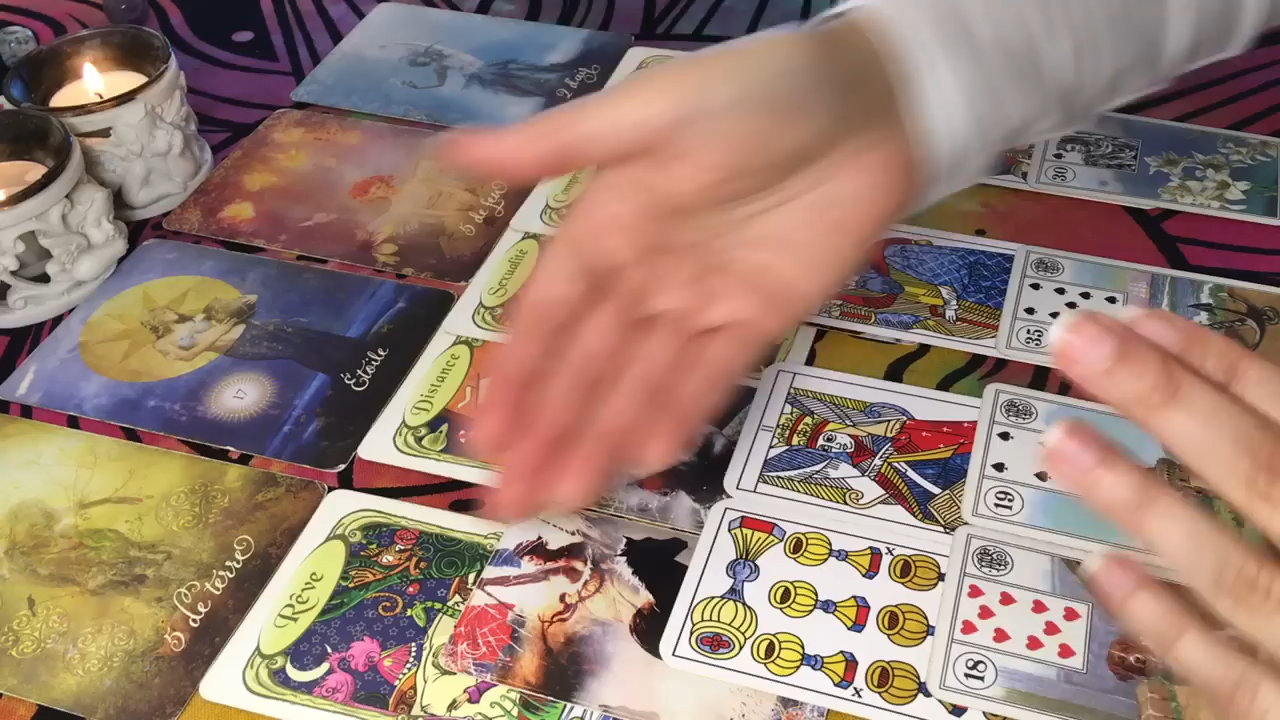 2 d'air
5 de feu
Étoile
17
5 de terre
Sexualité
Distance
Rêve
30
35
19
18